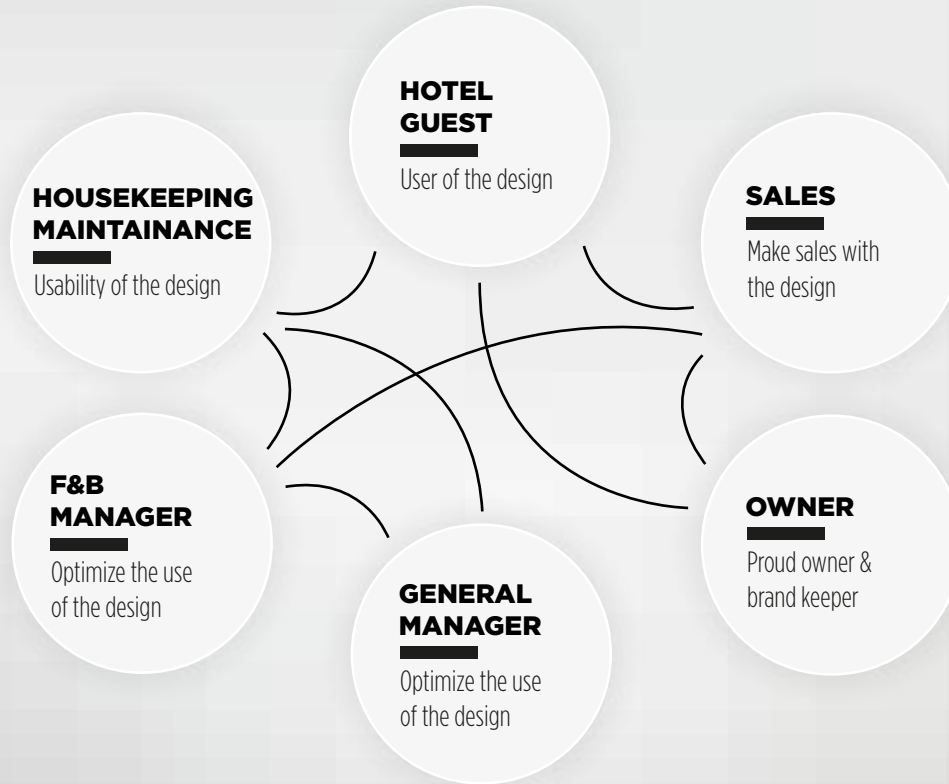 HOTEL
GUEST
User of the design
HOUSEKEEPING
MAINTAINANCE
Usability of the design
SALES
Make sales with
the design
F&B
MANAGER
Optimize the use
of the design
GENERAL
MANAGER
Optimize the use
of the design
OWNER
Proud owner &
brand keeper